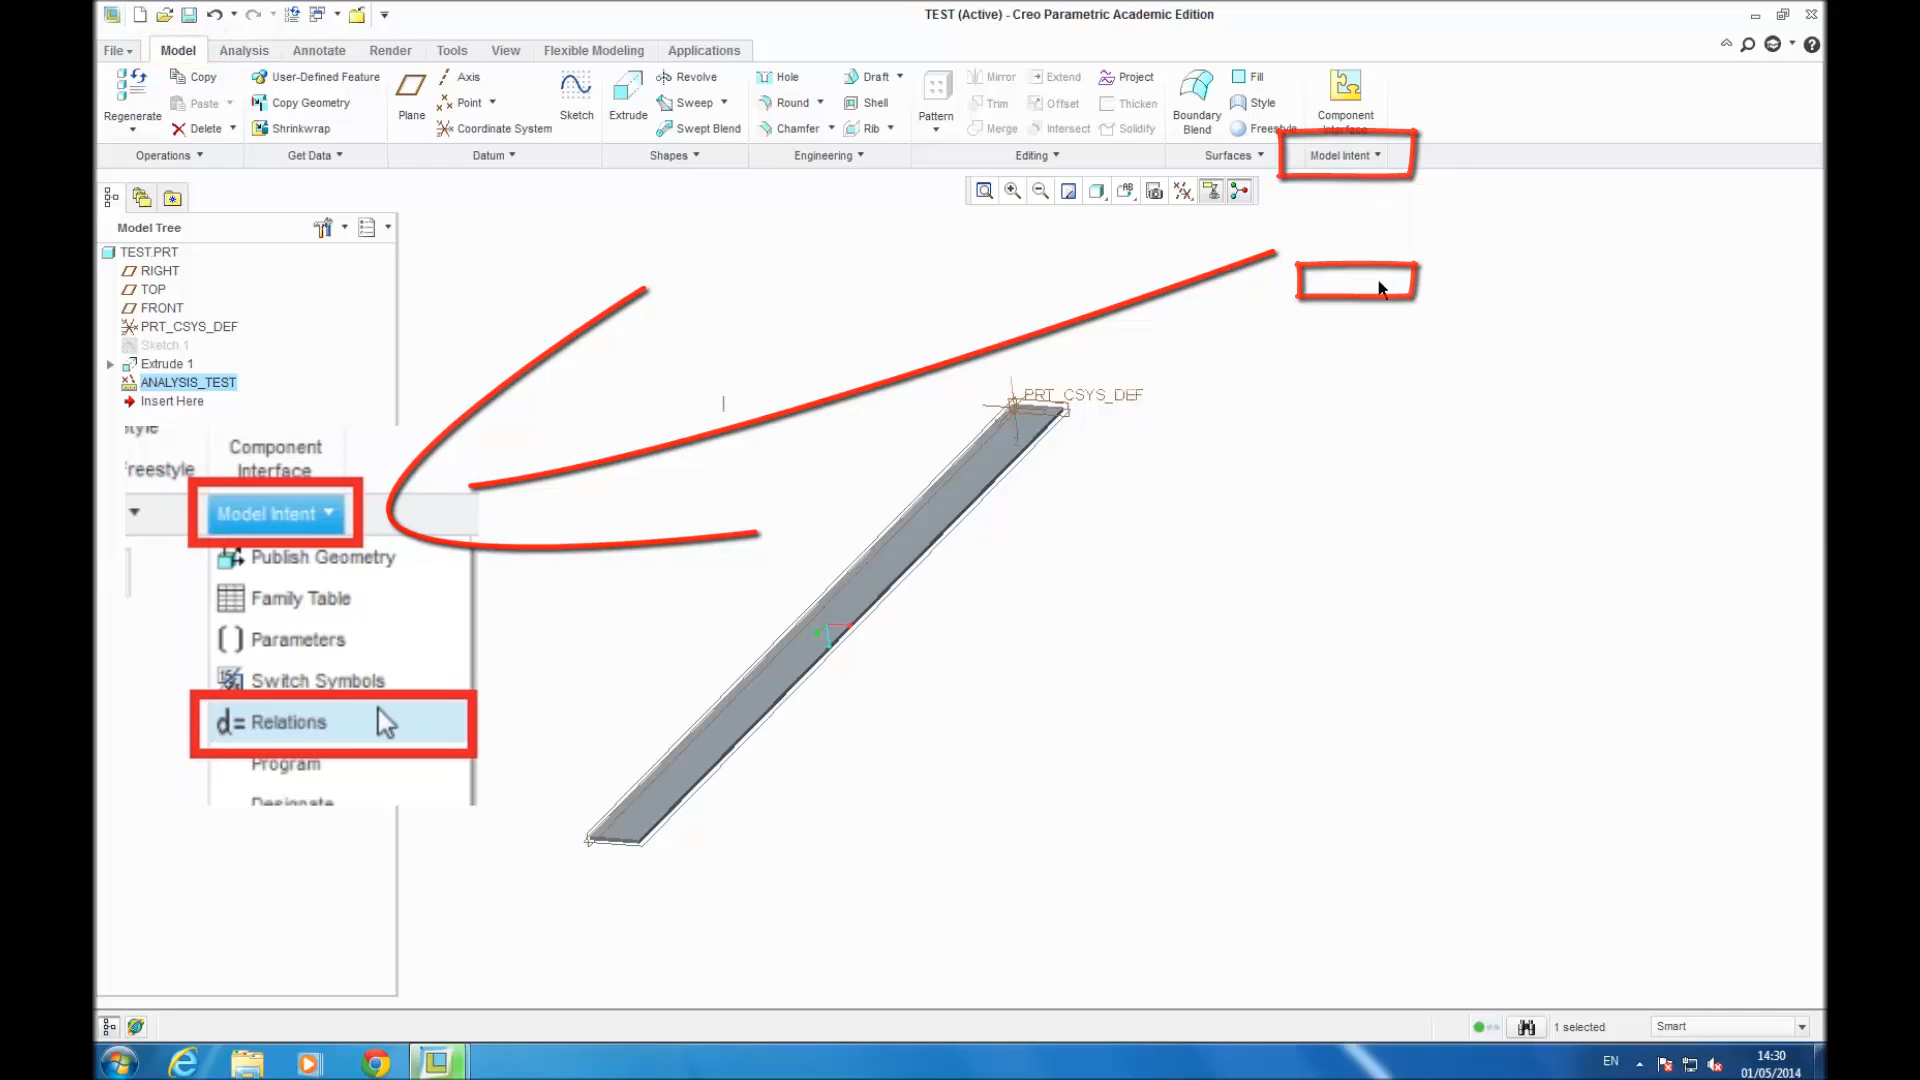 TEST (Active) - Creo Parametric Academic Edition
File Model Analysis Annotate Render Tools View Flexible Modeling Applications
Regenerate
Copy
Paste
Delete
Operations
User-Defined Feature
Copy Geometry
Shrinkwrap
Get Data
Plane
Axis
Point
Coordinate System
Sketch
Datum
Extrude
Revolve
Sweep
Swept Blend
Shapes
Hole
Round
Chamfer
Draft
Shell
Rib
Engineering
Pattern
Mirror
Trim
Merge
Extend
Offset
Intersect
Project
Thicken
Solidify
Editing
Boundary
Blend
Fill
Style
Freestyle
Surfaces
Component
Interface
Model Intent
Model Tree
TEST.PRT
RIGHT
TOP
FRONT
PRT_CSYS_DEF
Sketch 1
Extrude 1
ANALYSIS_TEST
Insert Here
style
Freestyle
Component
Interface
Model Intent
Publish Geometry
Family Table
Parameters
Switch Symbols
d= Relations
Program
Designate
PRT_CSYS_DEF
1 selected
Smart
EN
14:30
01/05/2014